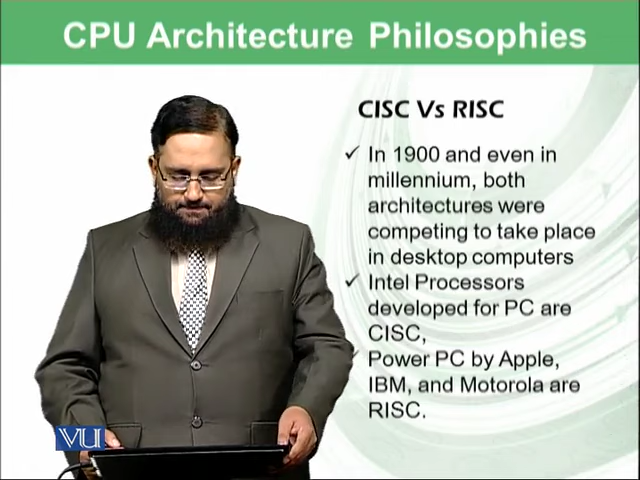 CPU Architecture Philosophies
CISC Vs RISC
✓ In 1900 and even in
millennium, both
architectures were
competing to take place
in desktop computers
✓ Intel Processors
developed for PC are
CISC,
✓ Power PC by Apple,
IBM, and Motorola are
RISC.
VU